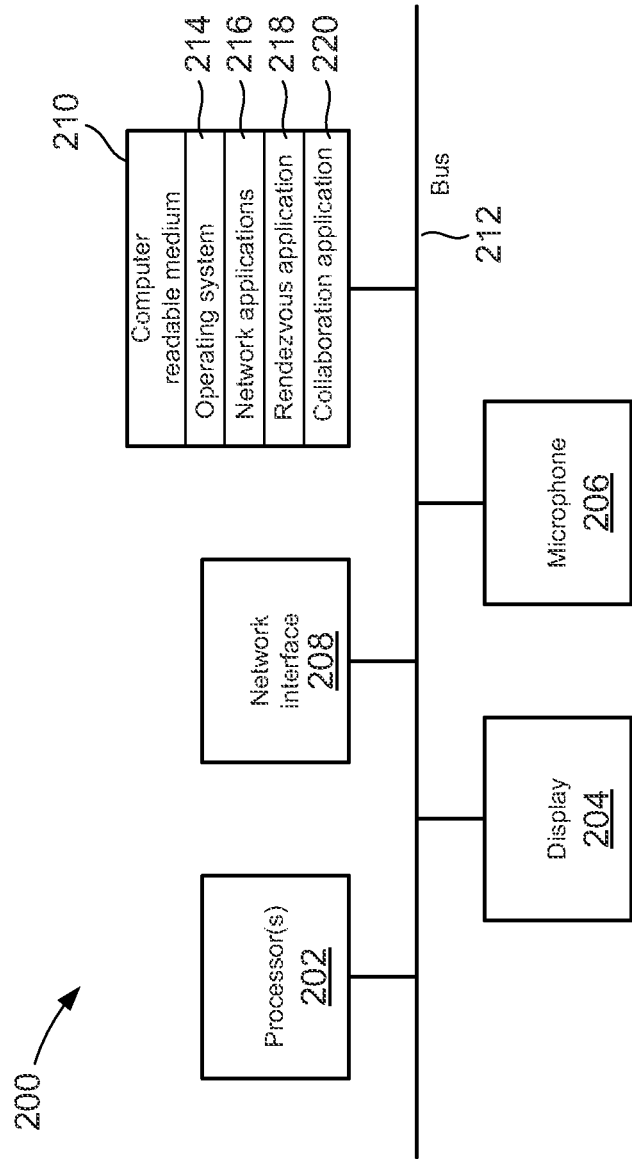 200
210
Computer
readable medium
Operating system
214
Network applications
216
Rendezvous application
218
Collaboration application
220
Processor(s)
202
Network
interface
208
212
Bus
Display
204
Microphone
206